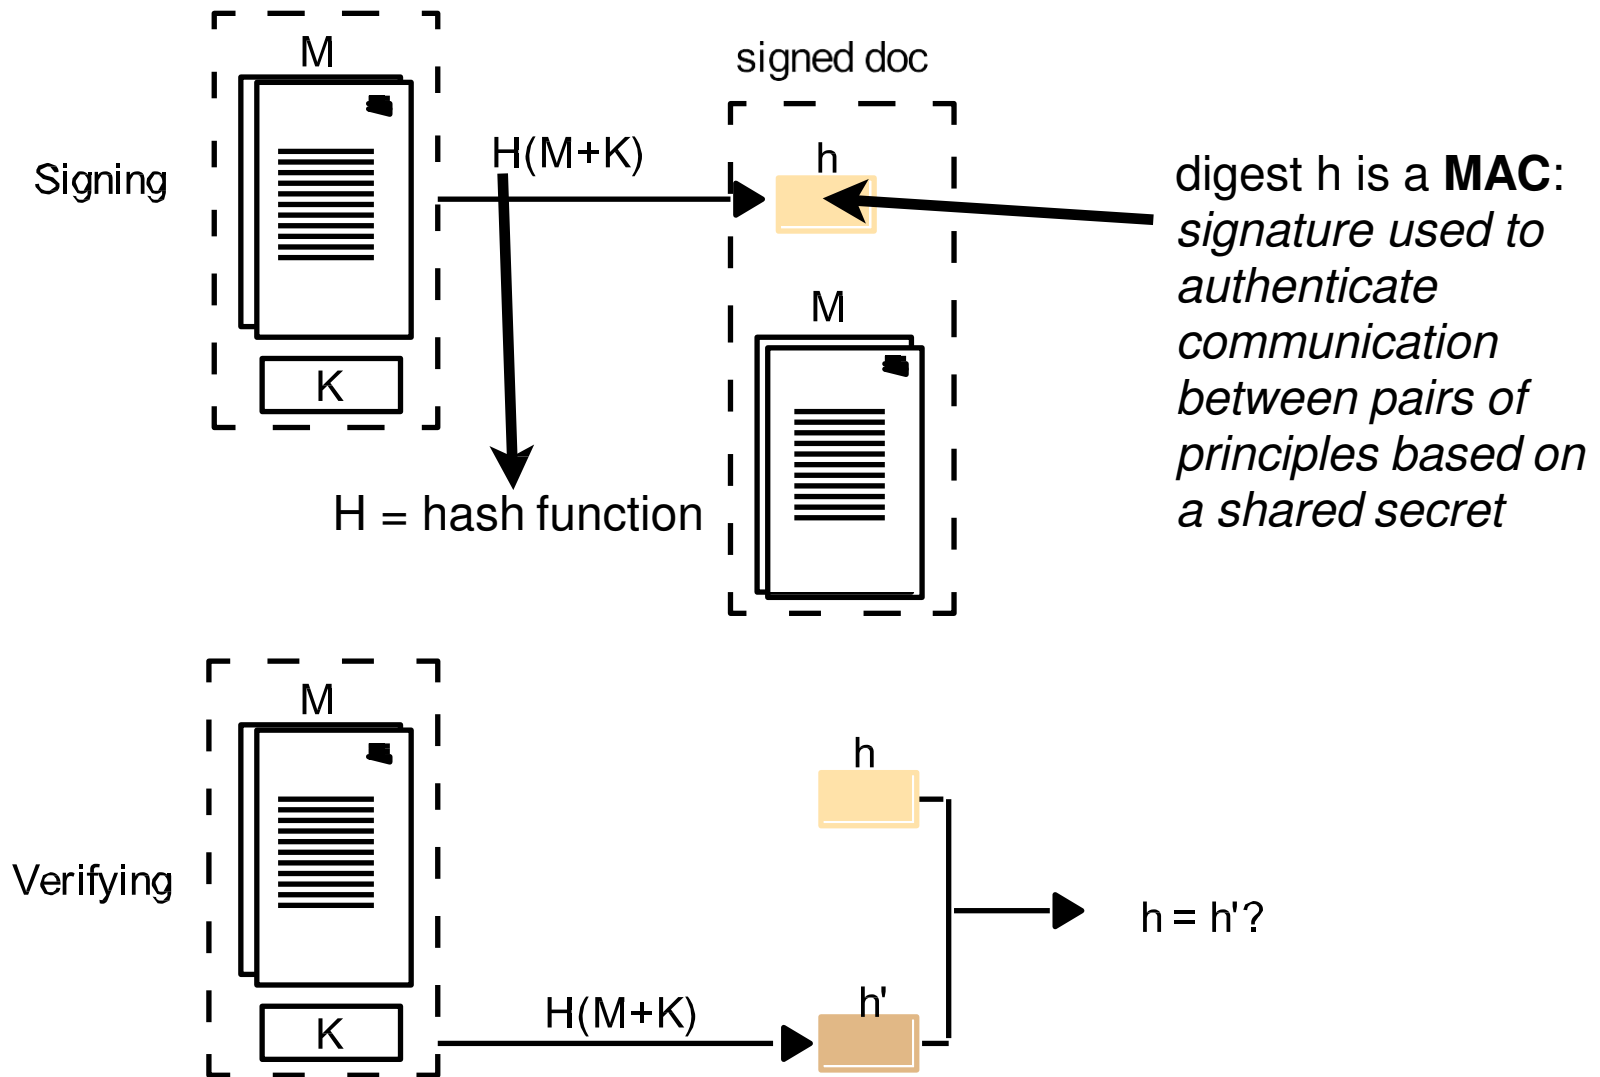 M
signed doc
Signing
H(M+K)
h
K
H = hash function
M
digest h is a MAC:
signature used to
authenticate
communication
between pairs of
principles based on
a shared secret
M
Verifying
K
H(M+K)
h
h'
h = h'?